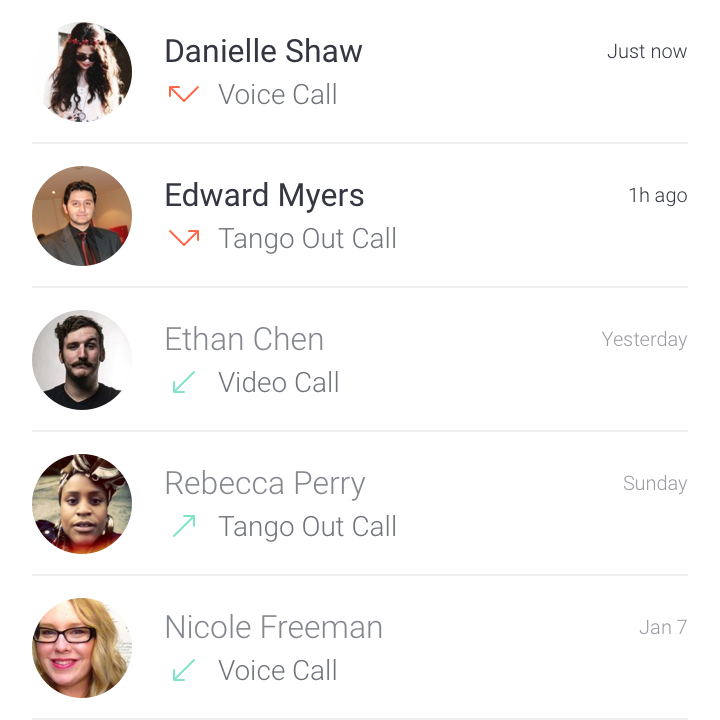 Danielle Shaw Just now
Voice Call
Edward Myers 1h ago
Tango Out Call
Ethan Chen Yesterday
Video Call
Rebecca Perry Sunday
Tango Out Call
Nicole Freeman Jan 7
Voice Call